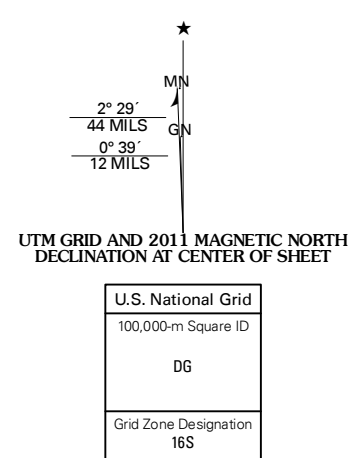 ★
MN
2° 29´
44 MILS
GN
0° 39´
12 MILS
UTM GRID AND 2011 MAGNETIC NORTH
DECLINATION AT CENTER OF SHEET
U.S. National Grid
100,000-m Square ID
DG
Grid Zone Designation
16S